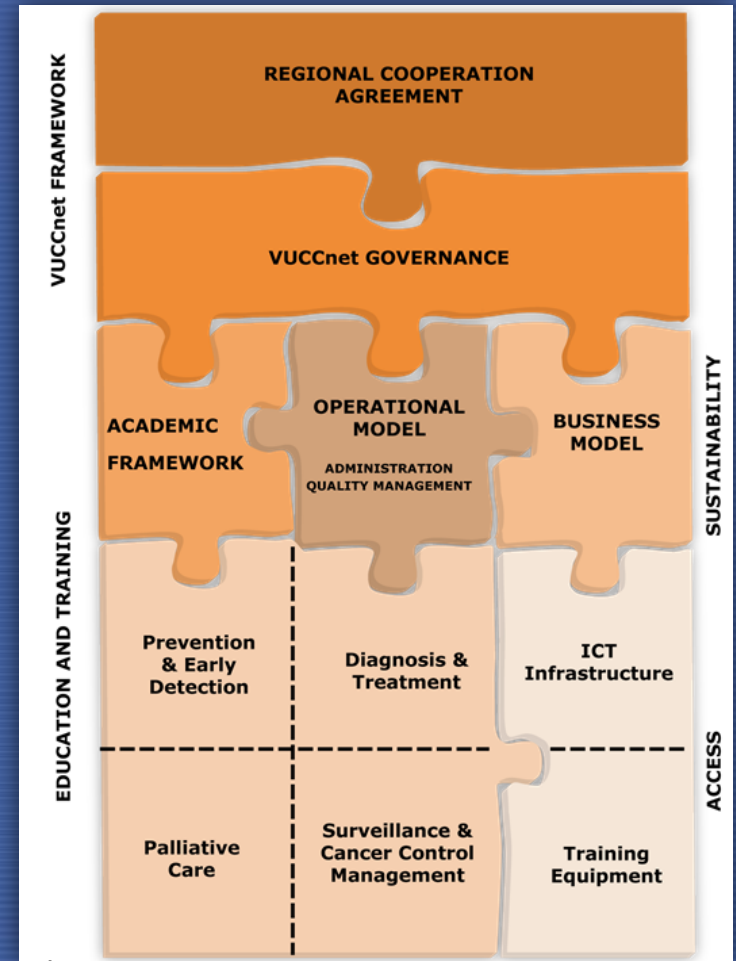 VUCCnet FRAMEWORK
REGIONAL COOPERATION
AGREEMENT
VUCCnet GOVERNANCE
ACADEMIC
FRAMEWORK
OPERATIONAL
MODEL
ADMINISTRATION
QUALITY MANAGEMENT
BUSINESS
MODEL
SUSTAINABILITY
EDUCATION AND TRAINING
Prevention
& Early
Detection
Diagnosis &
Treatment
ICT
Infrastructure
ACCESS
Palliative
Care
Surveillance &
Cancer Control
Management
Training
Equipment